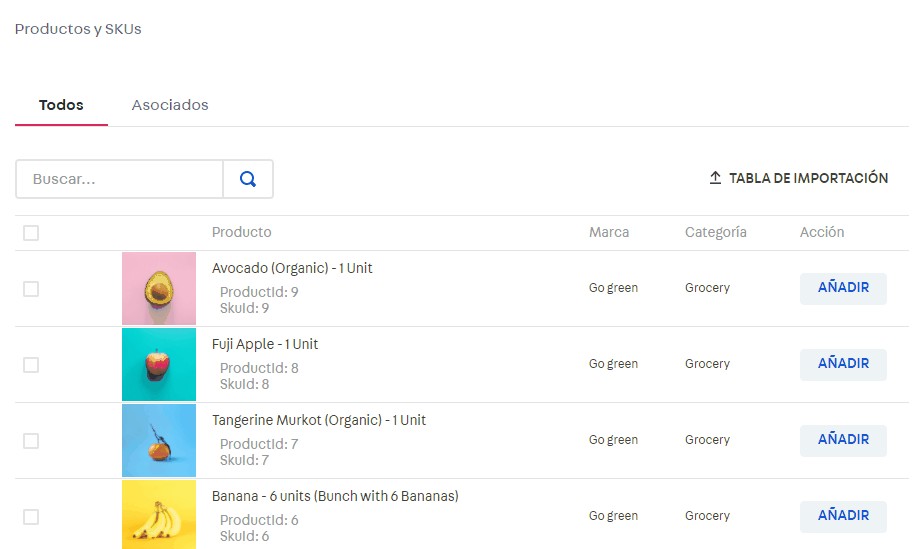 Productos y SKUs
Todos Asociados
Buscar...
TABLA DE IMPORTACIÓN
Producto Marca Categoría Acción
Avocado (Organic) - 1 Unit
ProductId: 9
SkuId: 9
Go green Grocery AÑADIR
Fuji Apple - 1 Unit
ProductId: 8
SkuId: 8
Go green Grocery AÑADIR
Tangerine Murkot (Organic) - 1 Unit
ProductId: 7
SkuId: 7
Go green Grocery AÑADIR
Banana - 6 units (Bunch with 6 Bananas)
ProductId: 6
SkuId: 6
Go green Grocery AÑADIR